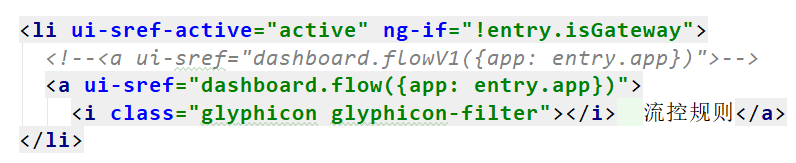 <li ui-sref-active="active" ng-if="!entry.isGateway">
<!--<a ui-sref="dashboard.flowV1({app: entry.app})">-->
<a ui-sref="dashboard.flow({app: entry.app})">
<i class="glyphicon glyphicon-filter"></i>  流控规则</a>
</li>